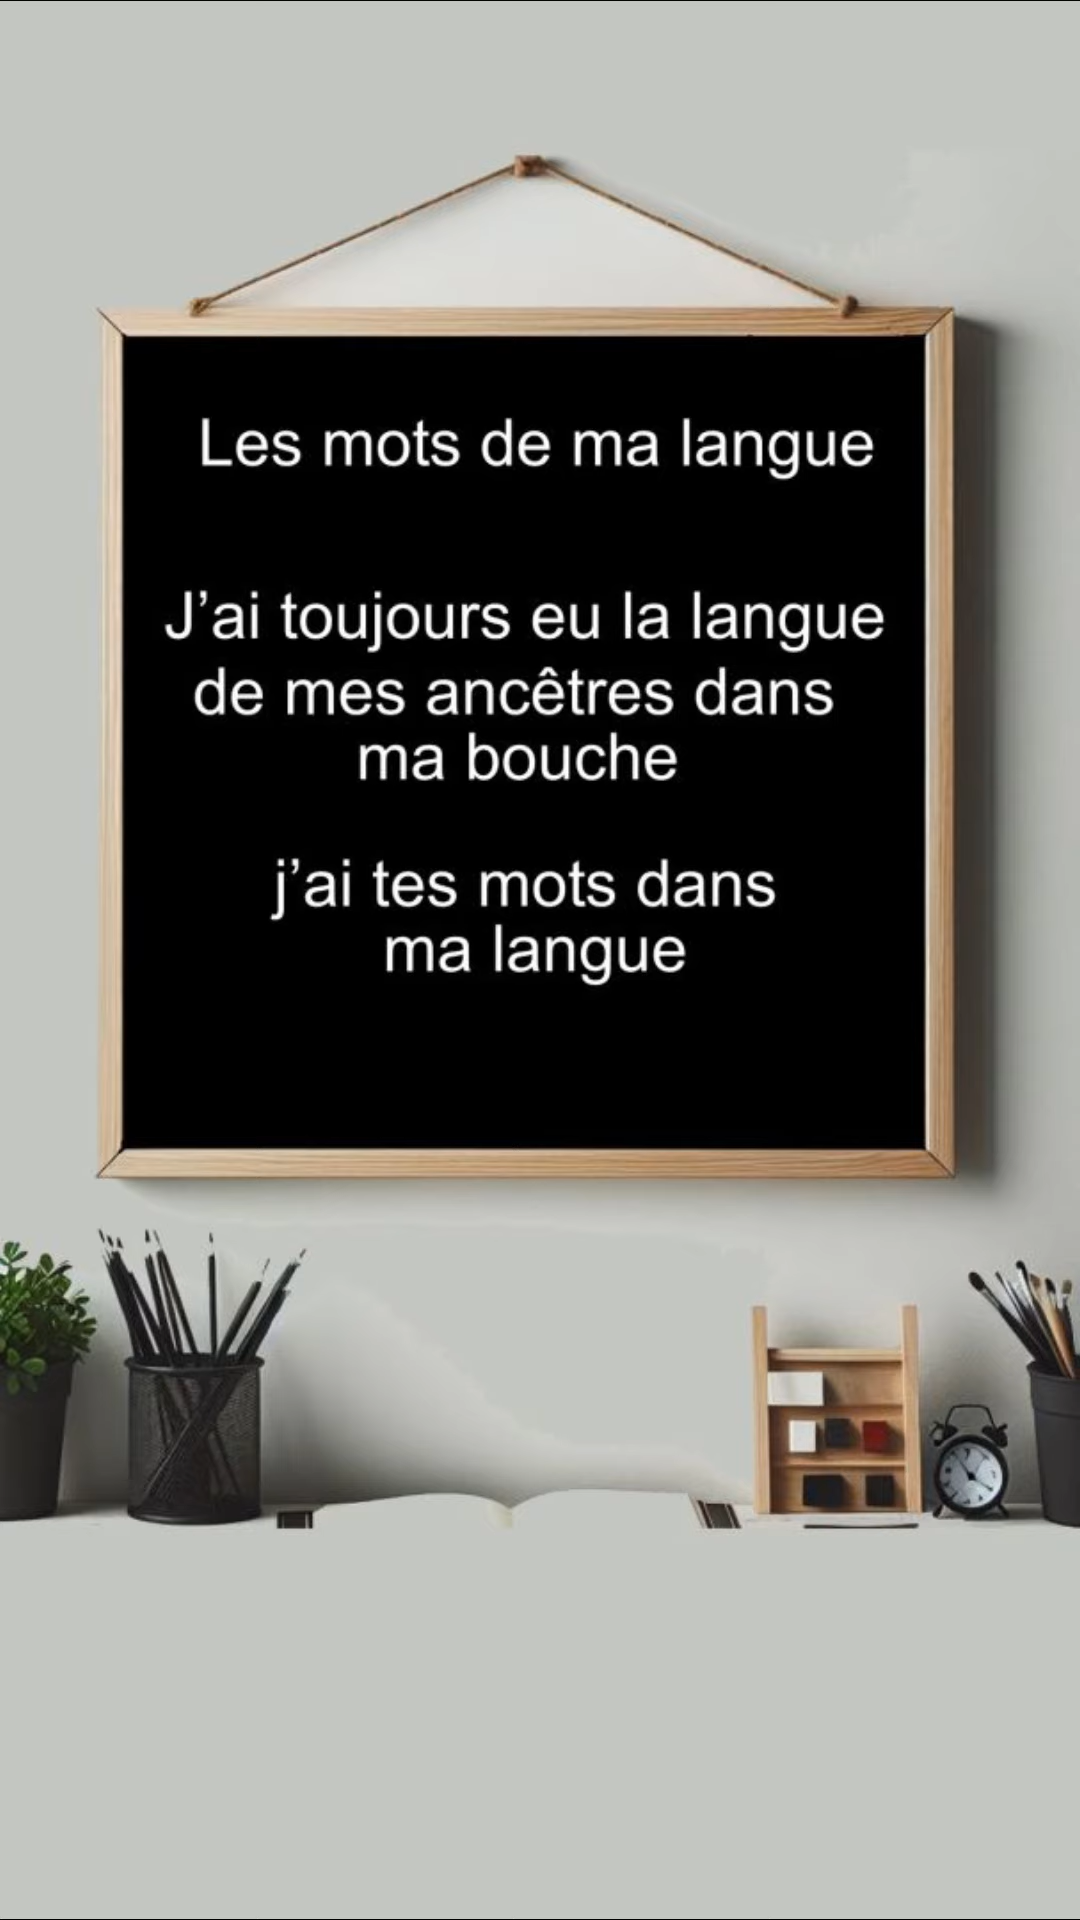 Les mots de ma langue
J’ai toujours eu la langue
de mes ancêtres dans
ma bouche
j’ai tes mots dans
ma langue